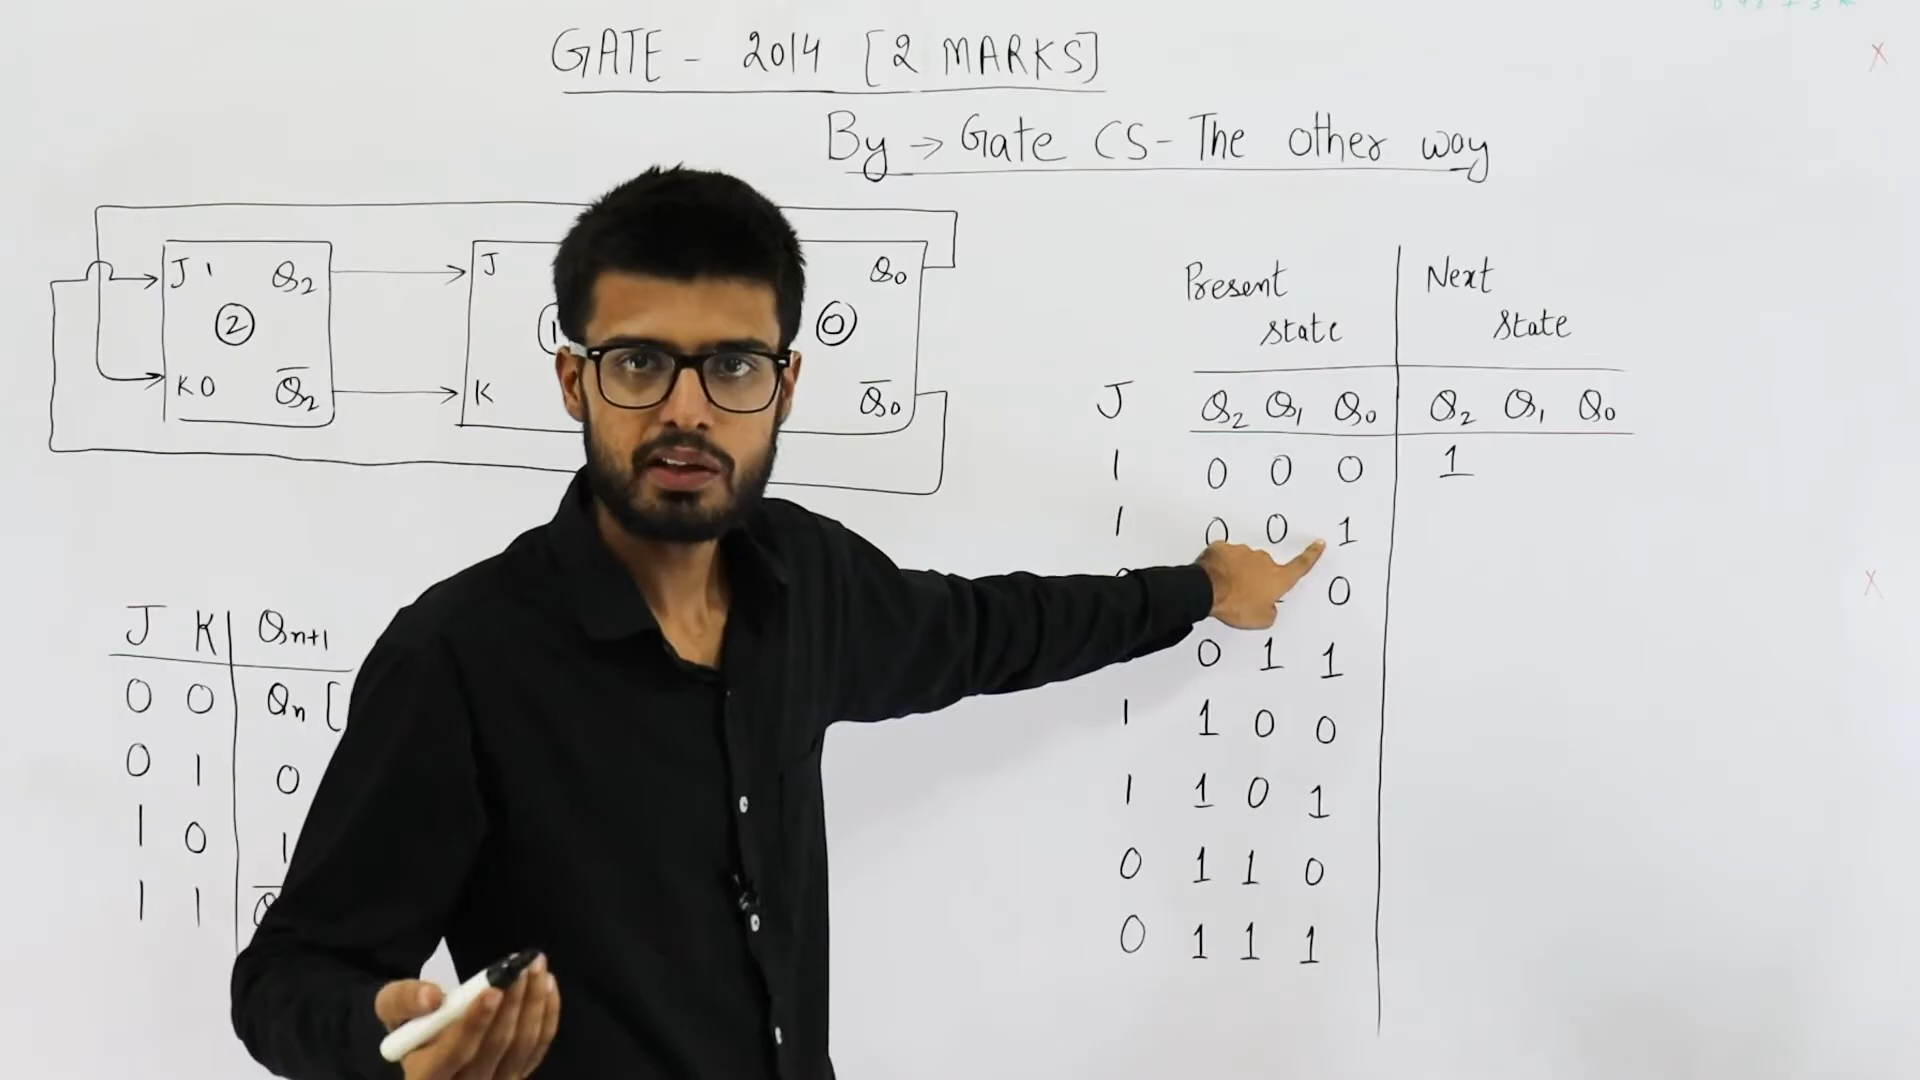 GATE - 2014 [2 MARKS]
By → Gate CS - The other way
J 1 Q2 J Q0
2 1 0
K 0 Q̅2 K Q̅0
Present state Next state
J Q2 Q1 Q0 Q2 Q1 Q0
1 0 0 0 1
1 0 0 1
0
0 1 1
1 1 0 0
1 1 0 1
0 1 1 0
0 1 1 1
J K Qn+1
0 0 Qn [
0 1 0
1 0 1
1 1